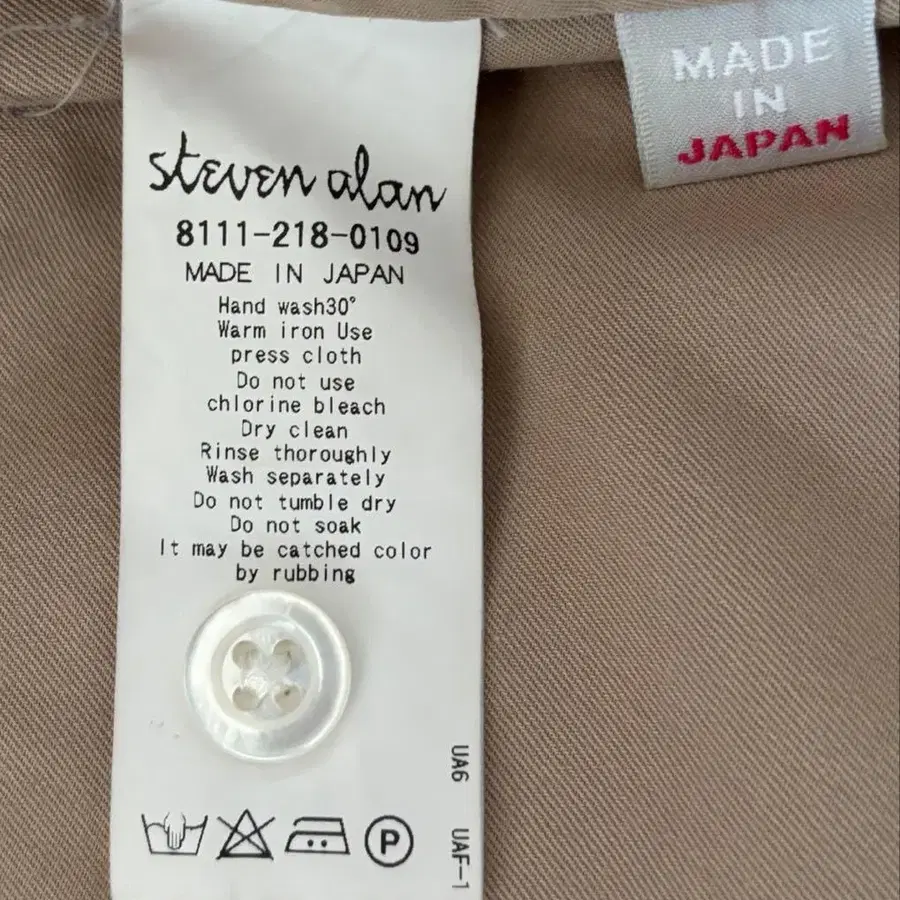 steven alan
8111-218-0109
MADE IN JAPAN
Hand wash30°
Warm iron Use
press cloth
Do not use
chlorine bleach
Dry clean
Rinse thoroughly
Wash separately
Do not tumble dry
Do not soak
It may be catched color
by rubbing
UA6
UAF-1
P
MADE
IN
JAPAN